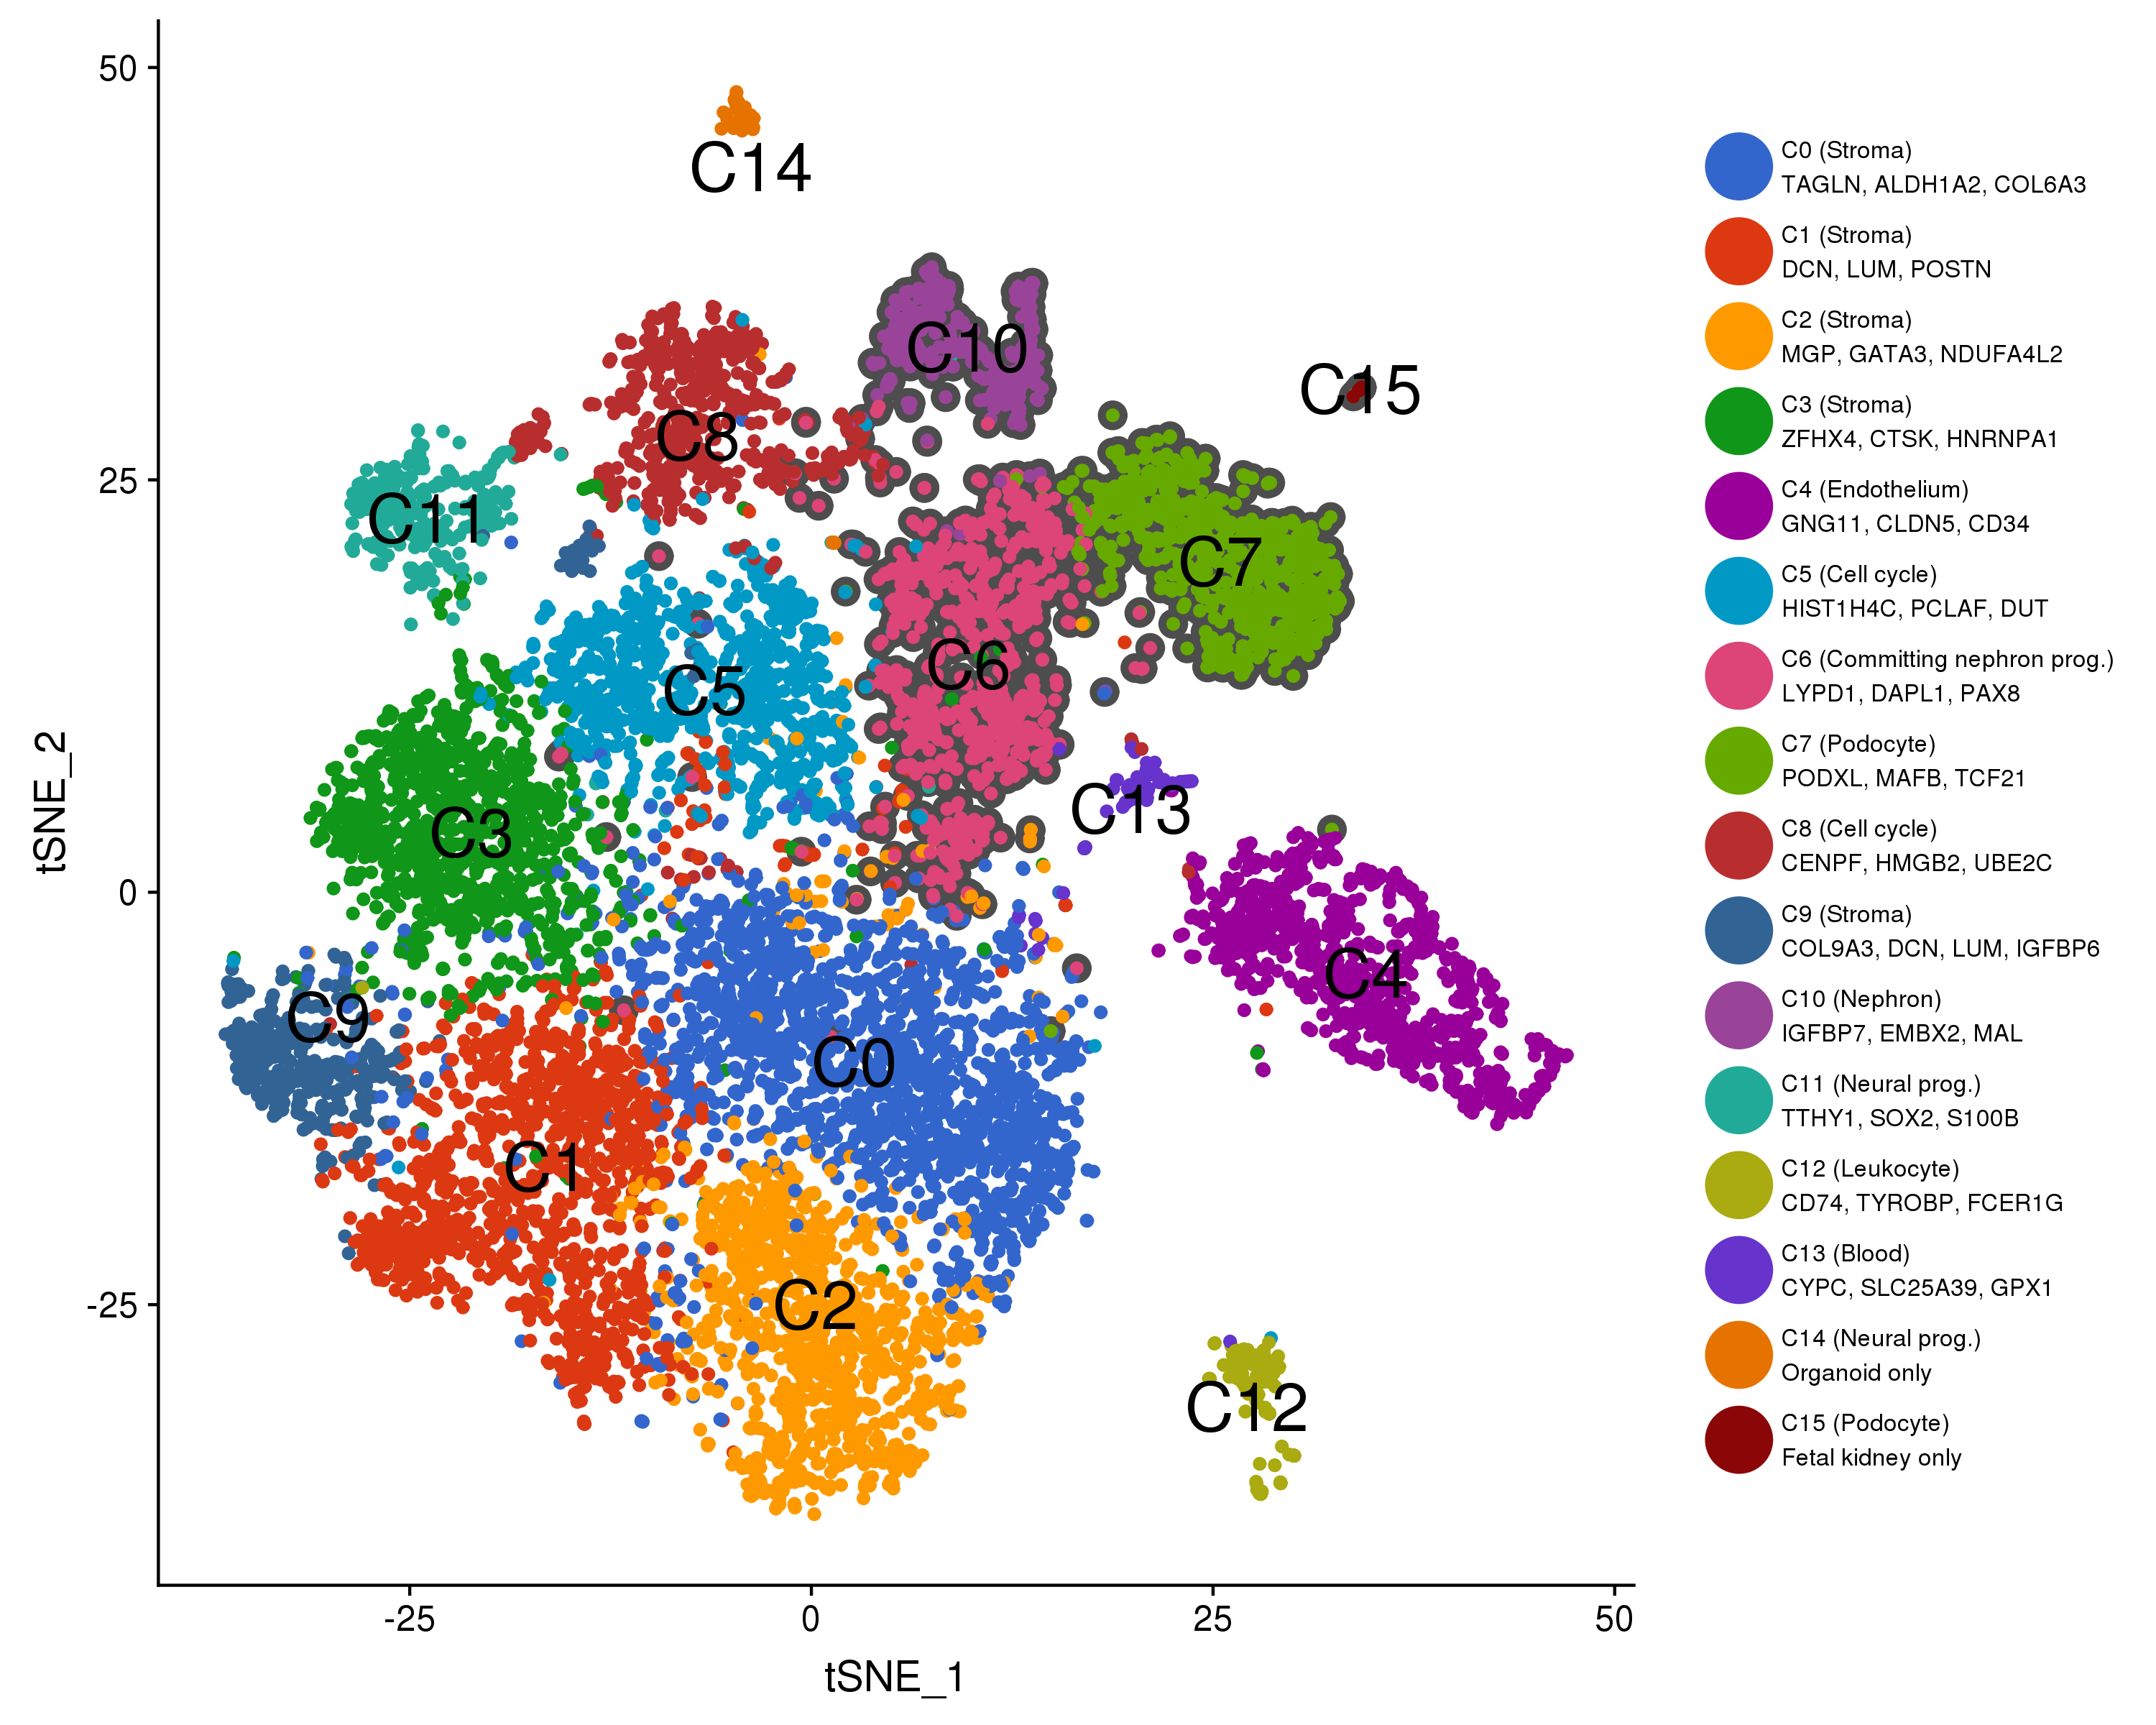 50
25
0
-25
tSNE_2
-25
0
25
50
tSNE_1
C14
C10
C15
C8
C11
C7
C6
C5
C13
C3
C4
C9
C0
C1
C2
C12
C0 (Stroma)
TAGLN, ALDH1A2, COL6A3
C1 (Stroma)
DCN, LUM, POSTN
C2 (Stroma)
MGP, GATA3, NDUFA4L2
C3 (Stroma)
ZFHX4, CTSK, HNRNPA1
C4 (Endothelium)
GNG11, CLDN5, CD34
C5 (Cell cycle)
HIST1H4C, PCLAF, DUT
C6 (Committing nephron prog.)
LYPD1, DAPL1, PAX8
C7 (Podocyte)
PODXL, MAFB, TCF21
C8 (Cell cycle)
CENPF, HMGB2, UBE2C
C9 (Stroma)
COL9A3, DCN, LUM, IGFBP6
C10 (Nephron)
IGFBP7, EMBX2, MAL
C11 (Neural prog.)
TTHY1, SOX2, S100B
C12 (Leukocyte)
CD74, TYROBP, FCER1G
C13 (Blood)
CYPC, SLC25A39, GPX1
C14 (Neural prog.)
Organoid only
C15 (Podocyte)
Fetal kidney only